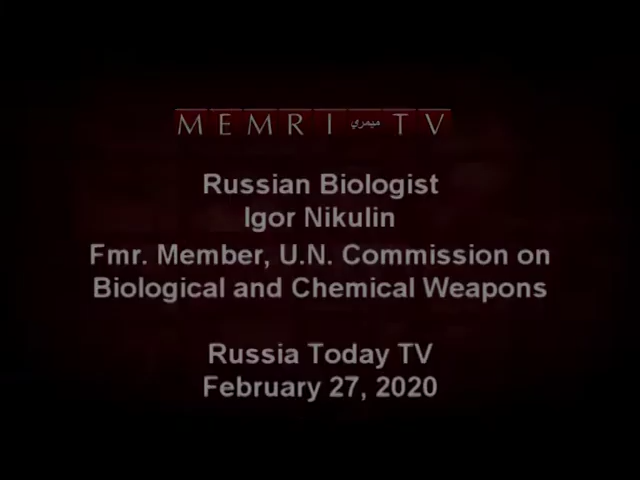 MEMRI ميمري TV
Russian Biologist
Igor Nikulin
Fmr. Member, U.N. Commission on
Biological and Chemical Weapons
Russia Today TV
February 27, 2020